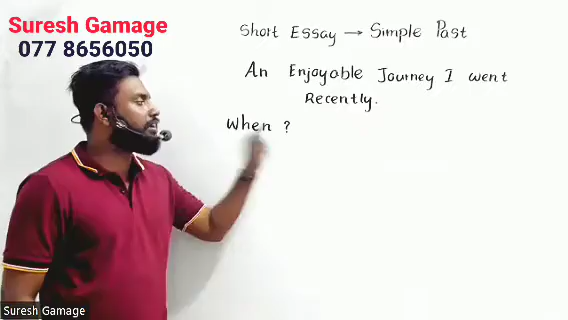 Suresh Gamage
077 8656050
Short Essay → Simple Past
An Enjoyable Journey I went
Recently.
When ?
Suresh Gamage